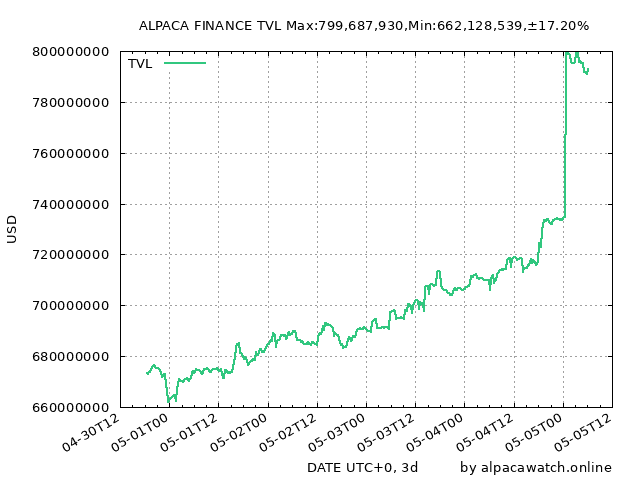 ALPACA FINANCE TVL Max:799,687,930,Min:662,128,539,±17.20%
TVL
800000000
780000000
760000000
740000000
720000000
700000000
680000000
660000000
USD
04-30T12
05-01T00
05-01T12
05-02T00
05-02T12
05-03T00
05-03T12
05-04T00
05-04T12
05-05T00
05-05T12
DATE UTC+0, 3d
by alpacawatch.online